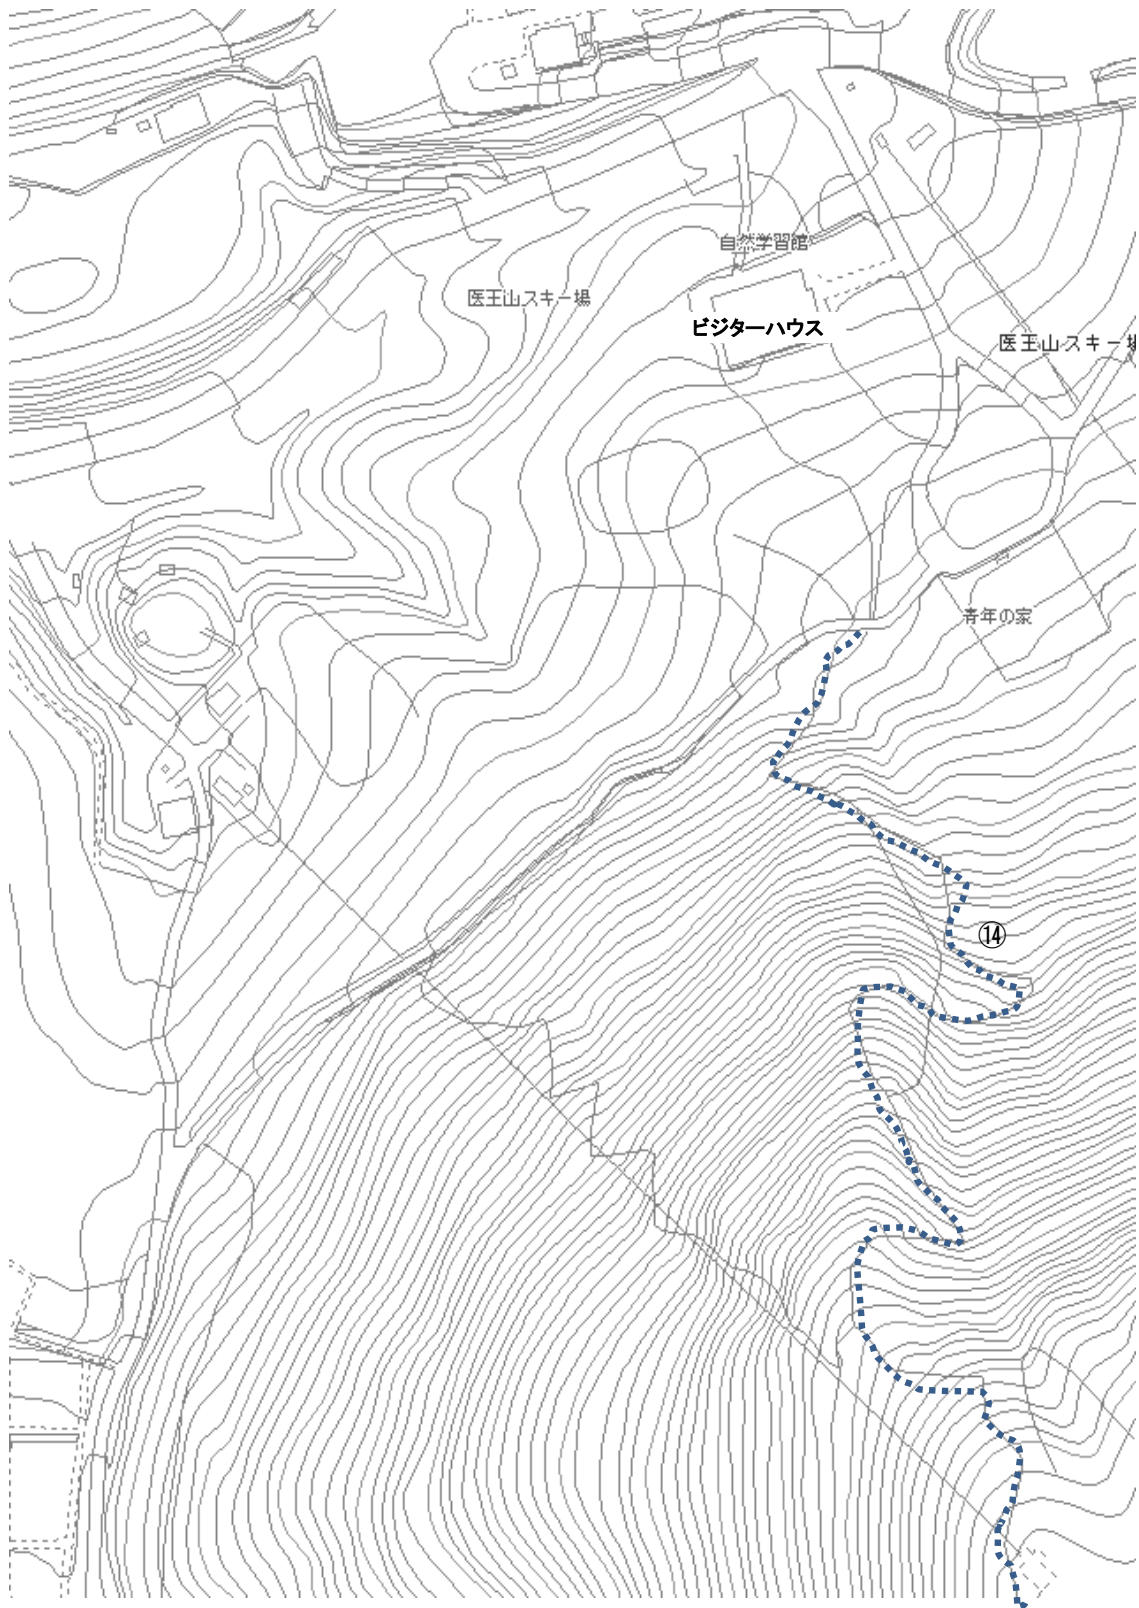 自然学習館
医王山スキー場
ビジターハウス
医王山スキー場
青年の家
⑭